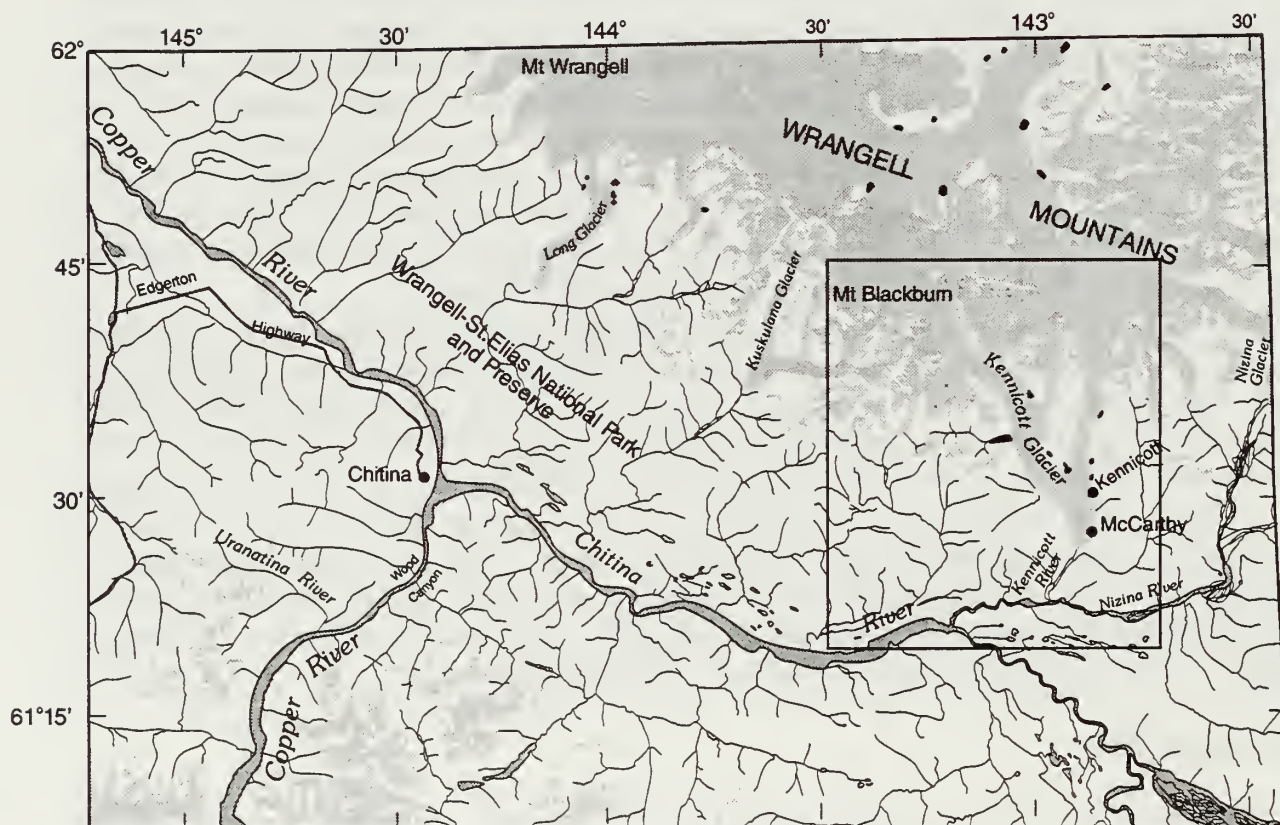 145° 30' 144° 30' 143° 30'
62°
Mt Wrangell
Copper
WRANGELL
MOUNTAINS
Long Glacier
River
45'
Edgerton
Wrangell-St. Elias National Park
and Preserve
Kuskulana Glacier
Mt Blackburn
Highway
Nizina
Glacier
Kennicott Glacier
Kennicott
Chitina
30'
McCarthy
Uranatina River
Wood
Canyon
Chitina
Kennicott
River
Nizina River
River
River
61°15'
Copper